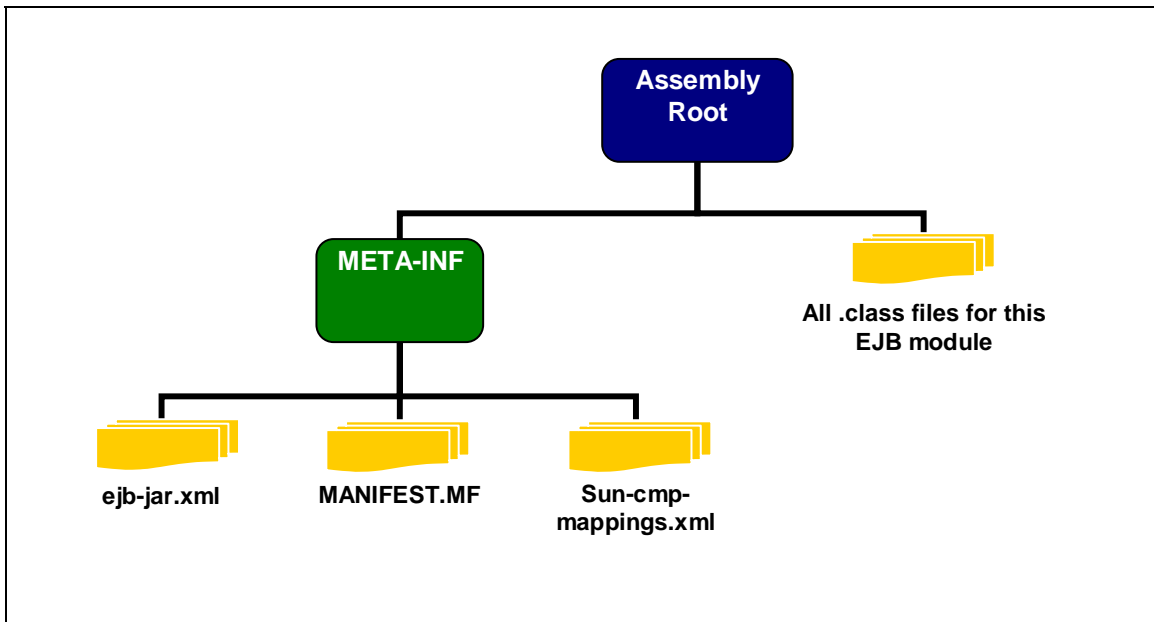 Assembly
Root
META-INF
All .class files for this
EJB module
ejb-jar.xml
MANIFEST.MF
Sun-cmp-
mappings.xml